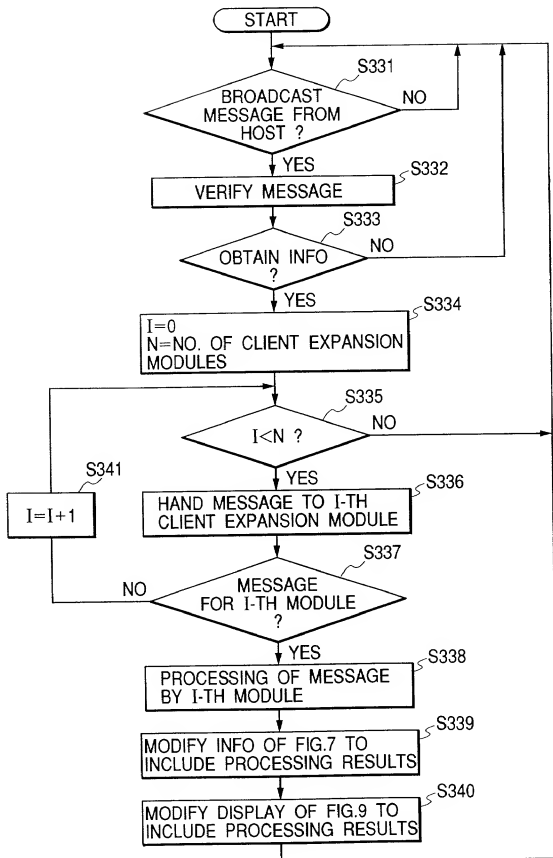 START
S331
BROADCAST
MESSAGE FROM
HOST ?
NO
YES
S332
VERIFY MESSAGE
S333
OBTAIN INFO
?
NO
YES
S334
I=0
N=NO. OF CLIENT EXPANSION
MODULES
S335
I<N ?
NO
YES
S341
I=I+1
S336
HAND MESSAGE TO I-TH
CLIENT EXPANSION MODULE
S337
MESSAGE
FOR I-TH MODULE
?
NO
YES
S338
PROCESSING OF MESSAGE
BY I-TH MODULE
S339
MODIFY INFO OF FIG.7 TO
INCLUDE PROCESSING RESULTS
S340
MODIFY DISPLAY OF FIG.9 TO
INCLUDE PROCESSING RESULTS